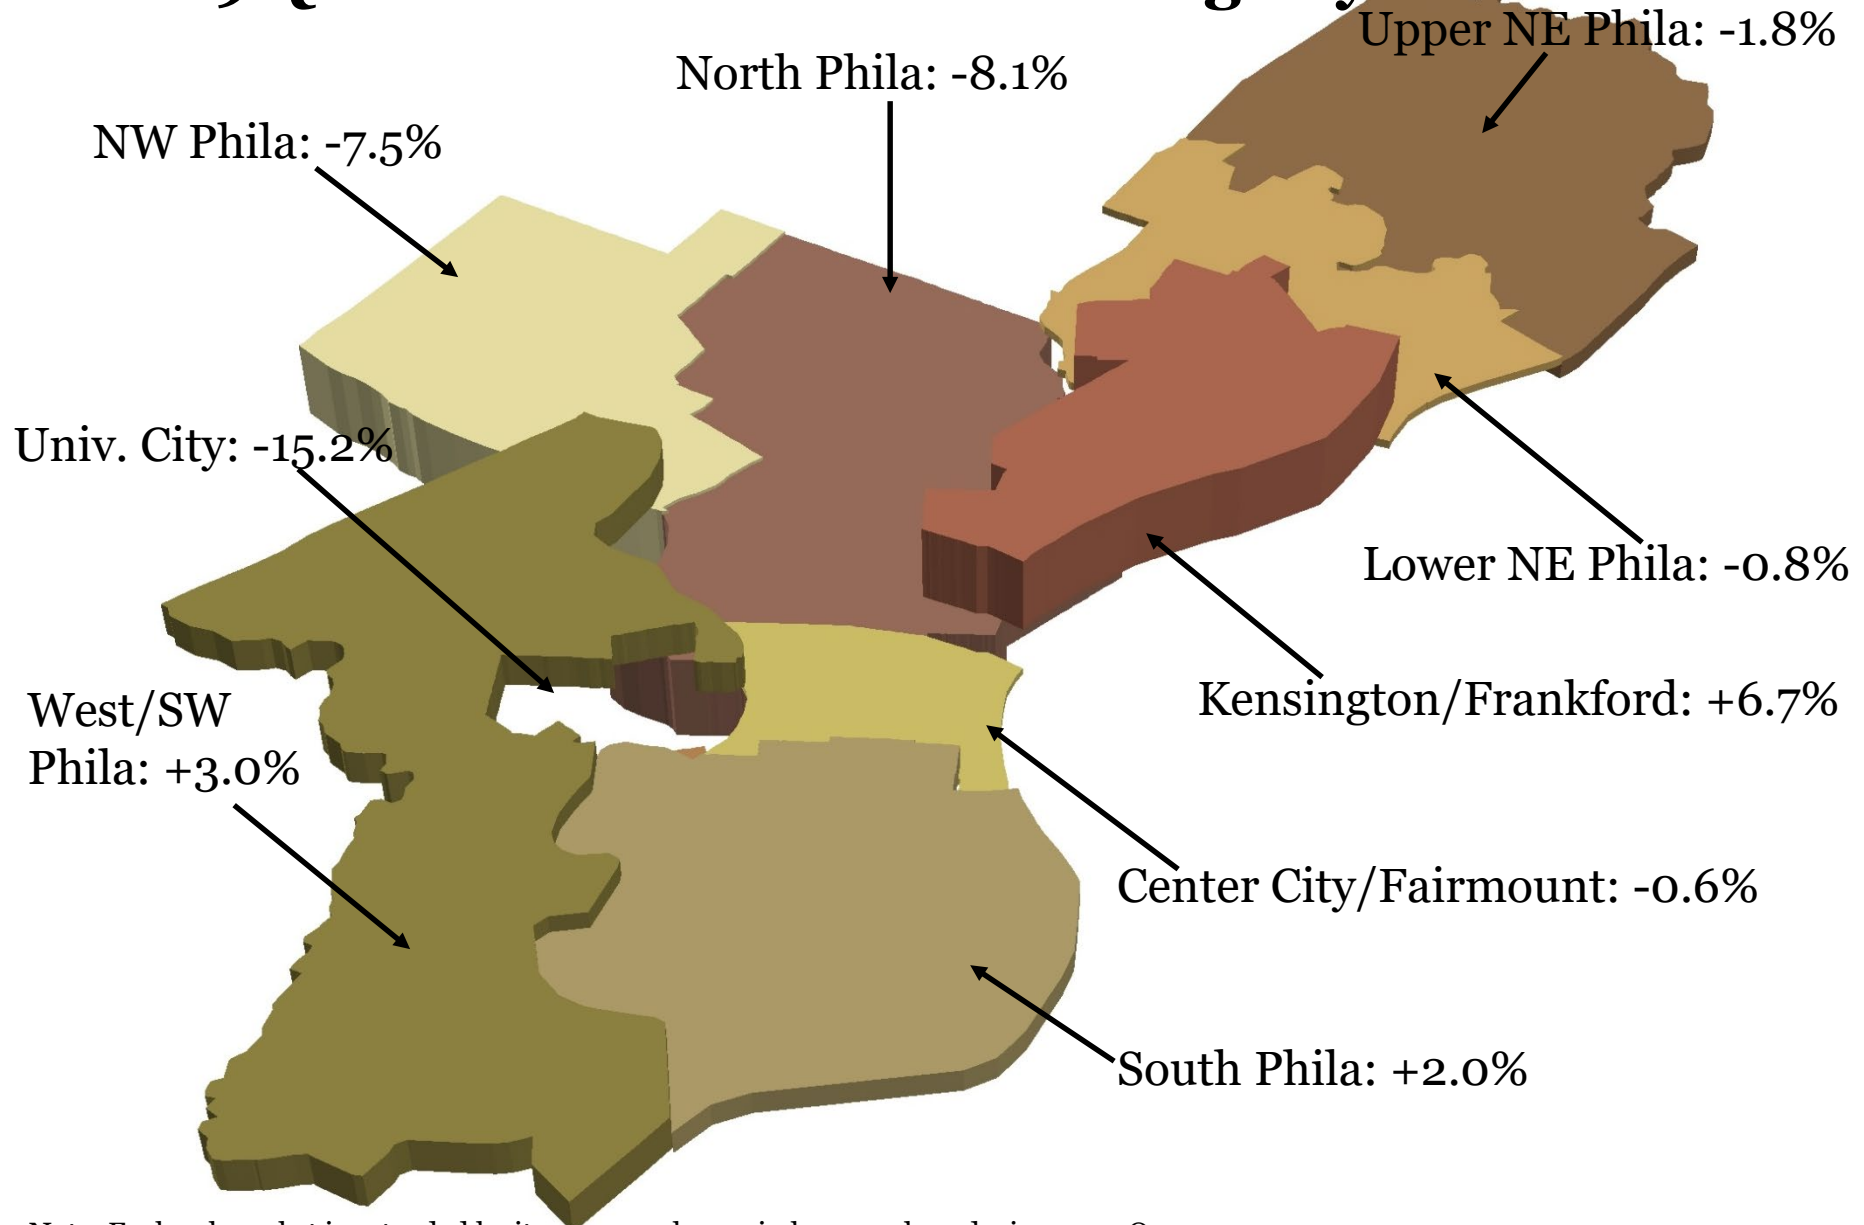 Upper NE Phila: -1.8%
North Phila: -8.1%
NW Phila: -7.5%
Univ. City: -15.2%
Lower NE Phila: -0.8%
West/SW
Phila: +3.0%
Kensington/Frankford: +6.7%
Center City/Fairmount: -0.6%
South Phila: +2.0%